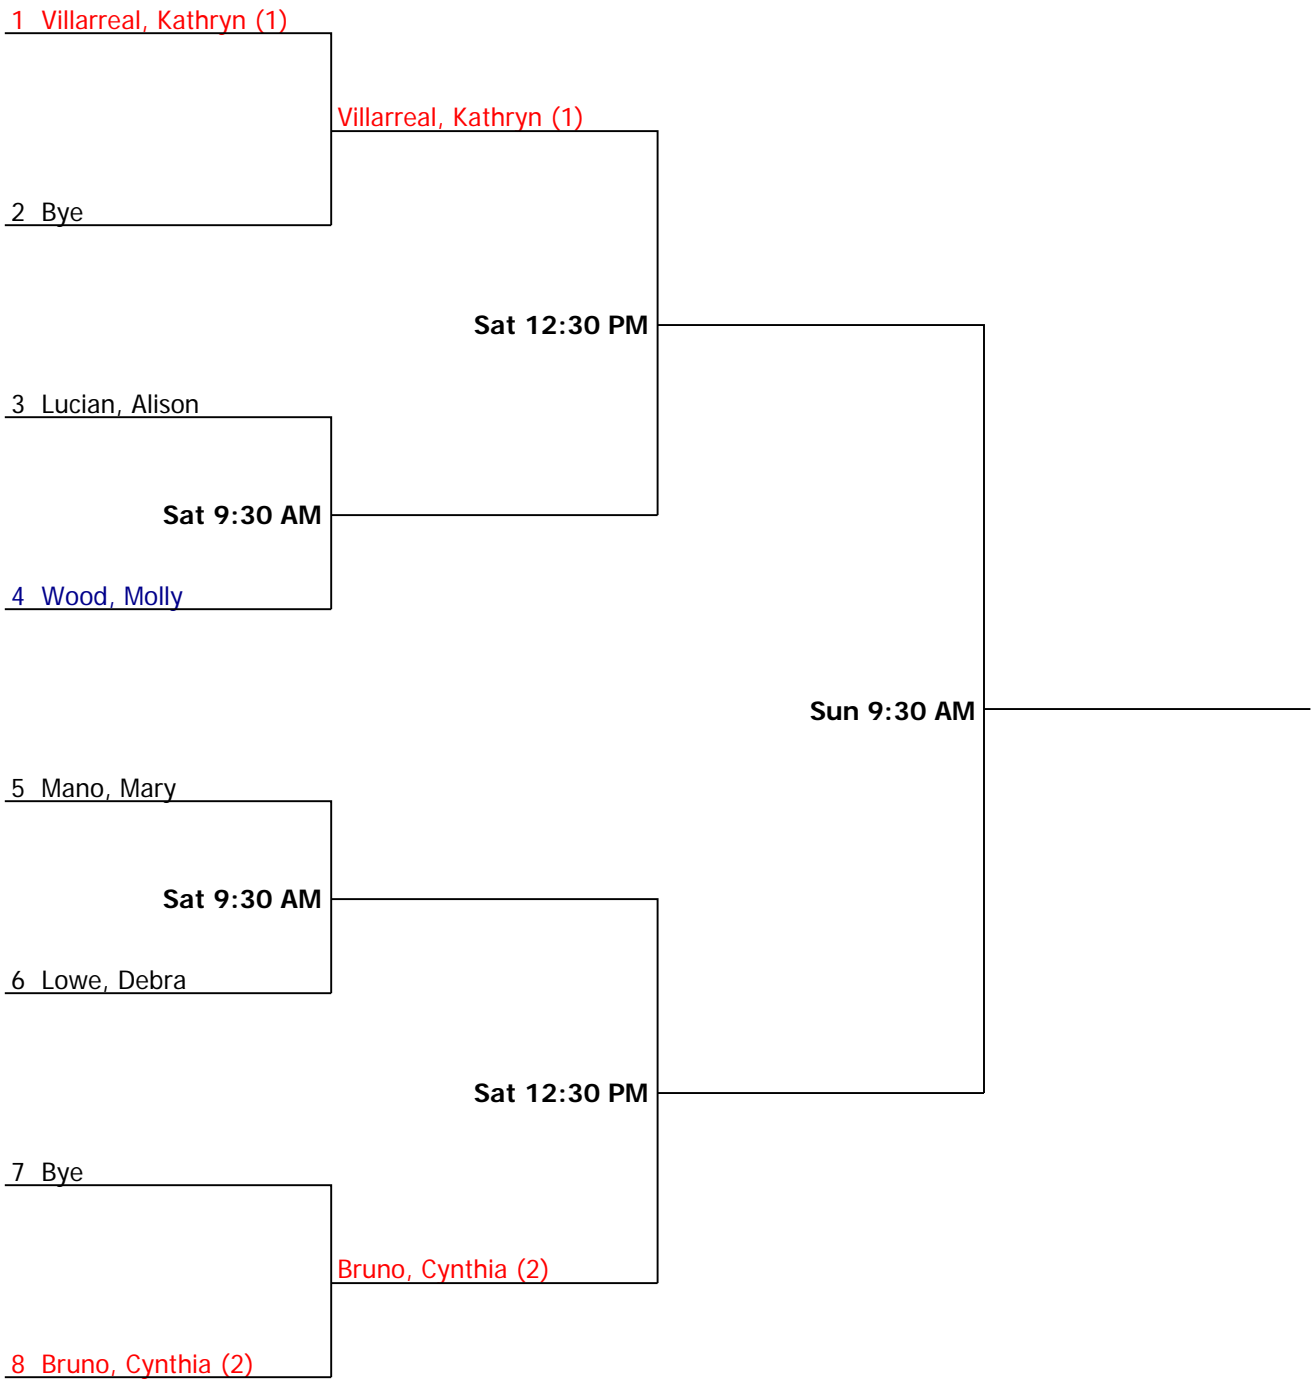 1 Villarreal, Kathryn (1)
Villarreal, Kathryn (1)
2 Bye
Sat 12:30 PM
3 Lucian, Alison
Sat 9:30 AM
4 Wood, Molly
Sun 9:30 AM
5 Mano, Mary
Sat 9:30 AM
6 Lowe, Debra
Sat 12:30 PM
7 Bye
Bruno, Cynthia (2)
8 Bruno, Cynthia (2)